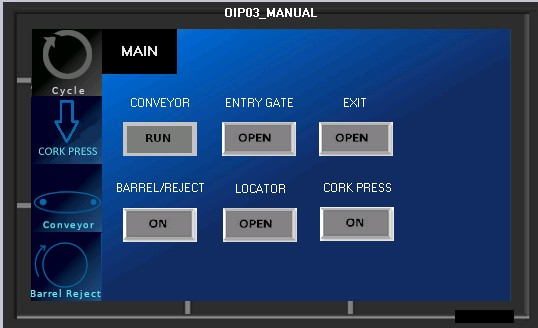 OIP03_MANUAL
MAIN
Cycle
CORK PRESS
Conveyor
Barrel Reject
CONVEYOR ENTRY GATE EXIT
RUN OPEN OPEN
BARREL/REJECT LOCATOR CORK PRESS
ON OPEN ON